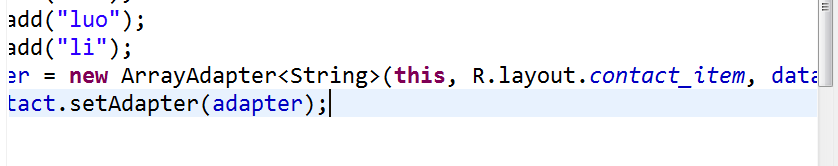 add("luo");
add("li");
er = new ArrayAdapter<String>(this, R.layout.contact_item, data
tact.setAdapter(adapter);